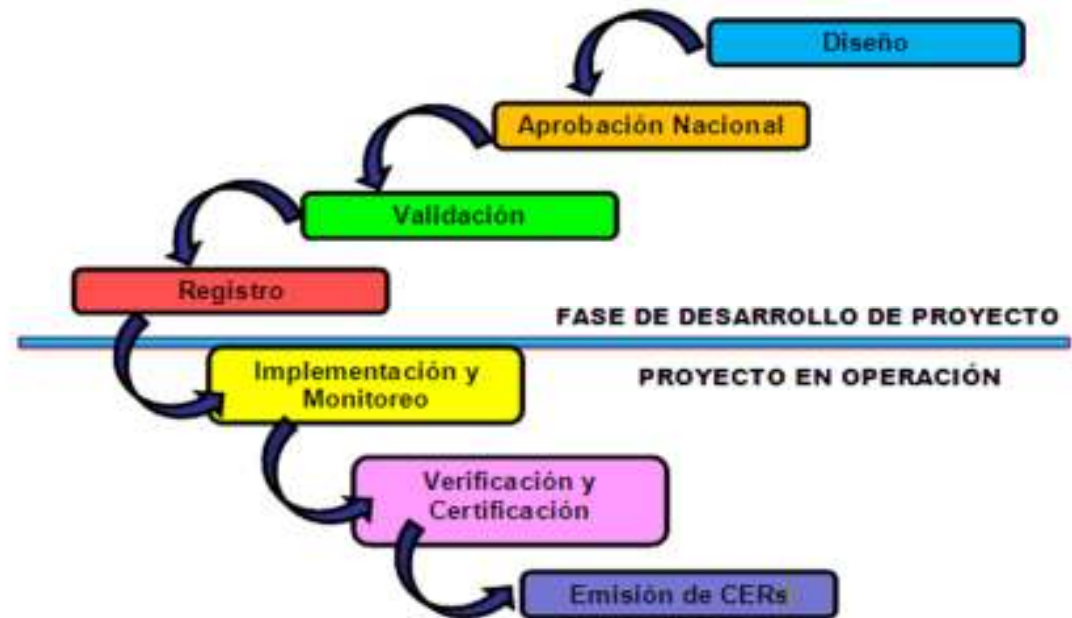 Diseño
Aprobación Nacional
Validación
Registro
FASE DE DESARROLLO DE PROYECTO
PROYECTO EN OPERACIÓN
Implementación y
Monitoreo
Verificación y
Certificación
Emisión de CERs